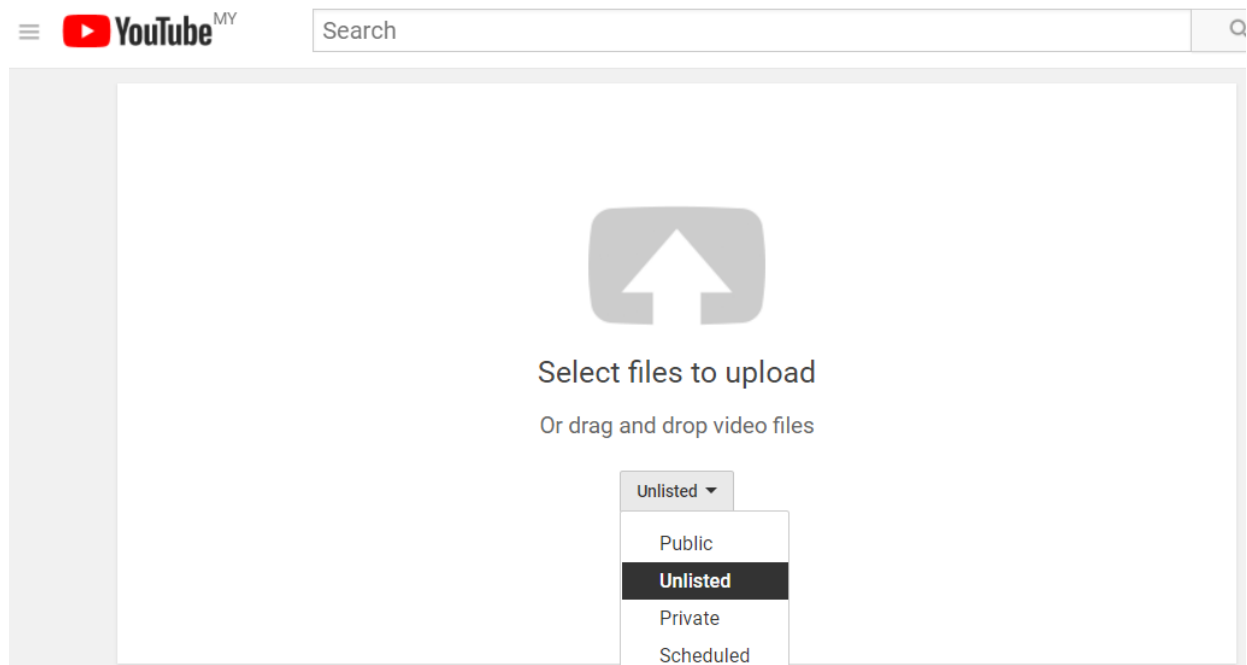 YouTube MY
Search
Select files to upload
Or drag and drop video files
Unlisted
Public
Unlisted
Private
Scheduled